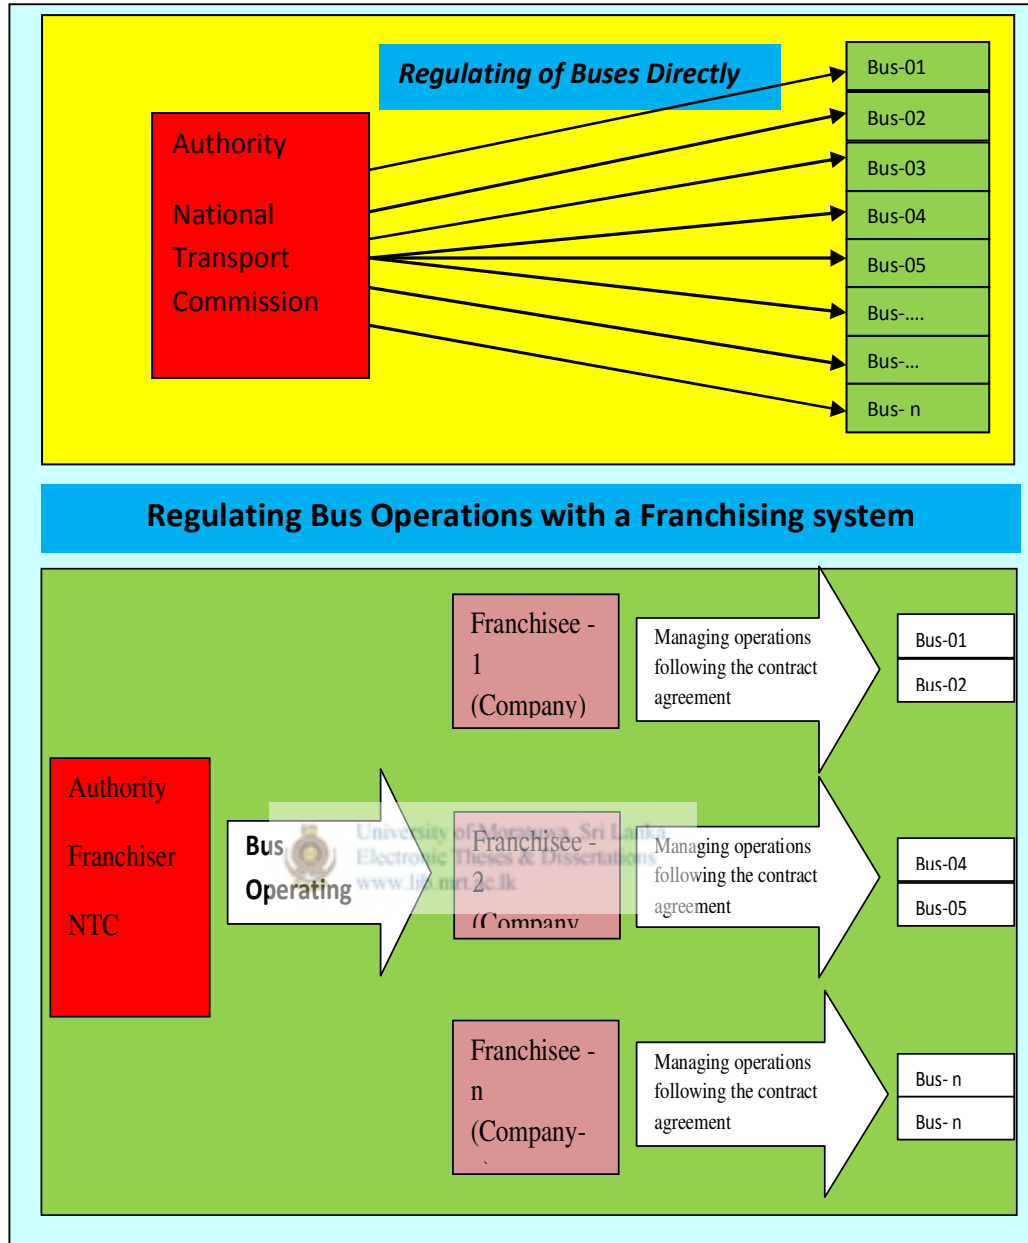 Regulating of Buses Directly
Authority
National
Transport
Commission
Bus-01
Bus-02
Bus-03
Bus-04
Bus-05
Bus-....
Bus-...
Bus- n
Regulating Bus Operations with a Franchising system
Authority
Franchiser
NTC
Bus
Operating
University of Moratuwa, Sri Lanka
Electronic Theses & Dissertations
www.lib.mrt.ac.lk
Franchisee -
1
(Company)
Managing operations
following the contract
agreement
Bus-01
Bus-02
Franchisee -
2
(Company
Managing operations
following the contract
agreement
Bus-04
Bus-05
Franchisee -
n
(Company-
Managing operations
following the contract
agreement
Bus- n
Bus- n